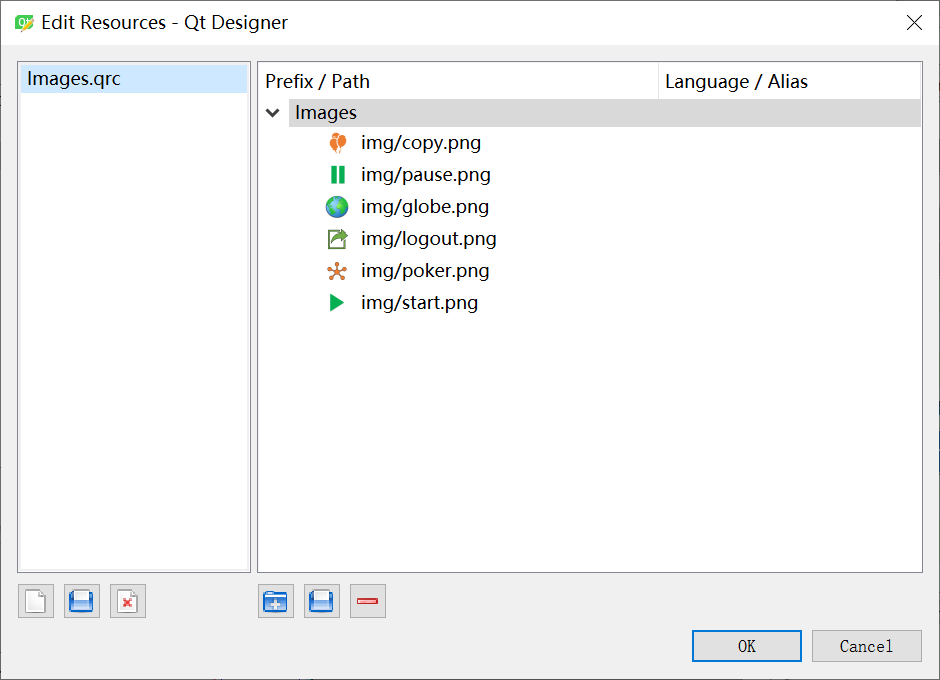 Edit Resources - Qt Designer
Images.qrc
Prefix / Path
Language / Alias
Images
img/copy.png
img/pause.png
img/globe.png
img/logout.png
img/poker.png
img/start.png
OK
Cancel